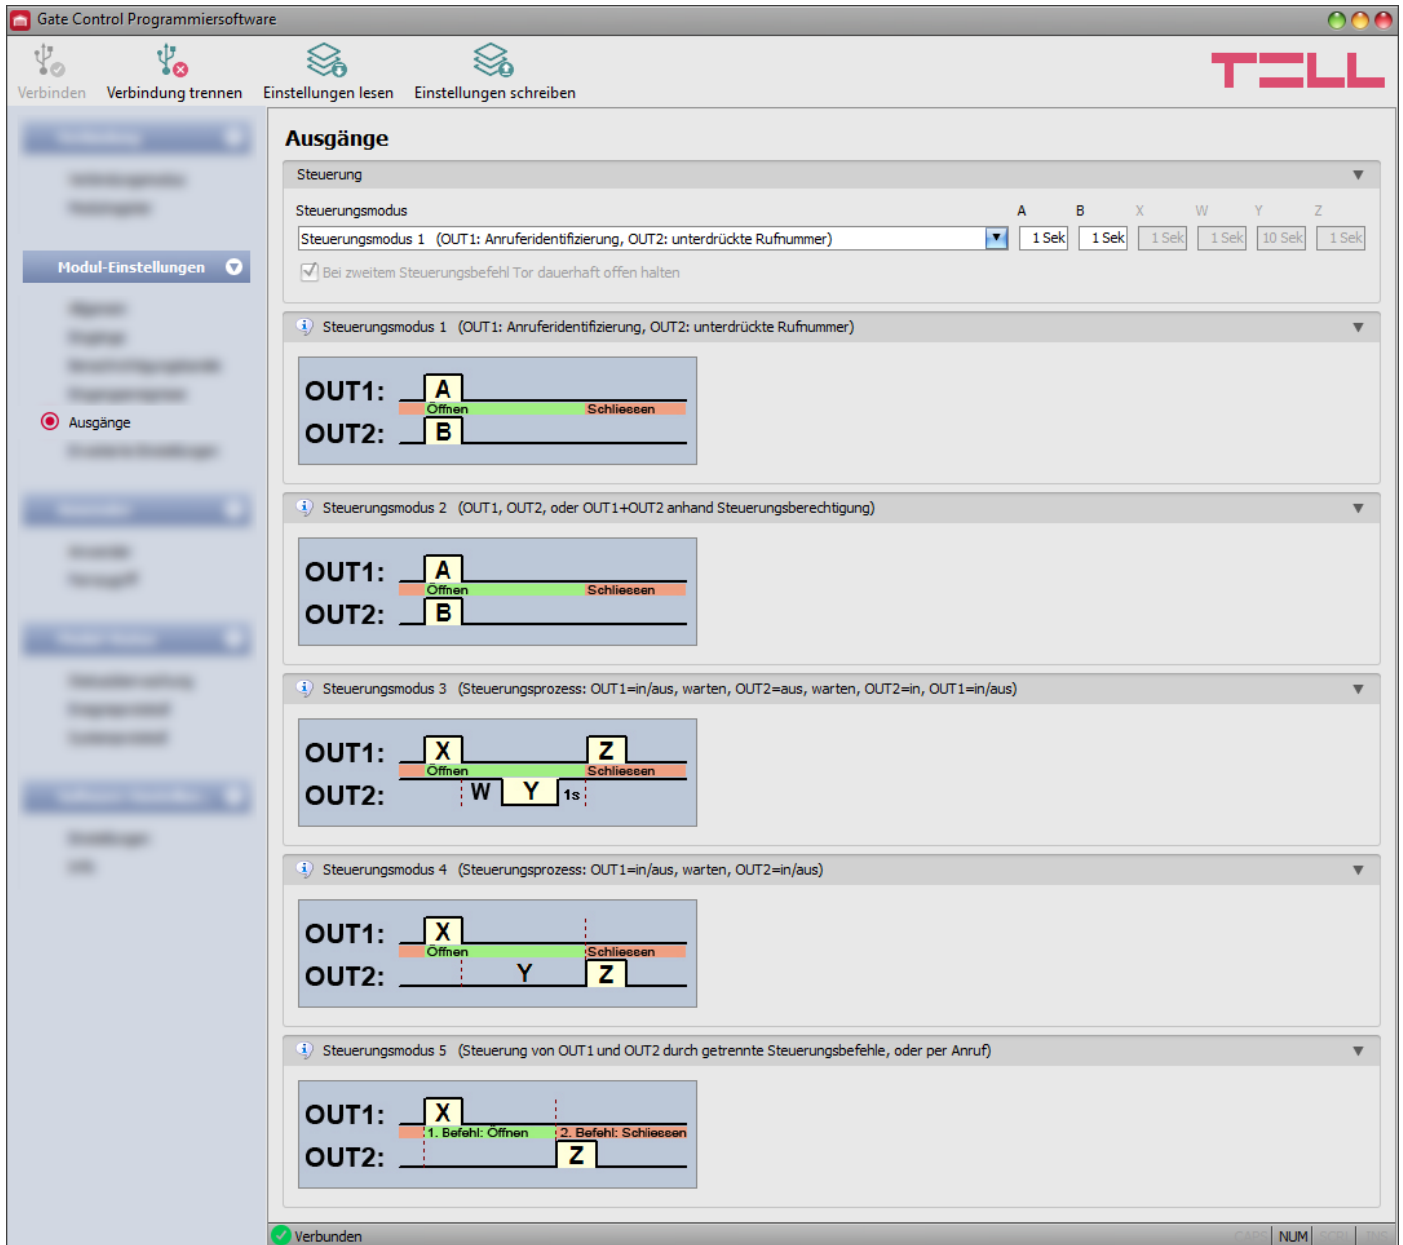 Gate Control Programmiersoftware
Verbinden Verbindung trennen Einstellungen lesen Einstellungen schreiben
TELL
Modul-Einstellungen
Ausgänge
Ausgänge
Steuerung
Steuerungsmodus A B X W Y Z
Steuerungsmodus 1 (OUT1: Anruferidentifizierung, OUT2: unterdrückte Rufnummer) 1 Sek 1 Sek 1 Sek 1 Sek 10 Sek 1 Sek
Bei zweitem Steuerungsbefehl Tor dauerhaft offen halten
Steuerungsmodus 1 (OUT1: Anruferidentifizierung, OUT2: unterdrückte Rufnummer)
OUT1: A
Öffnen Schliessen
OUT2: B
Steuerungsmodus 2 (OUT1, OUT2, oder OUT1+OUT2 anhand Steuerungsberechtigung)
OUT1: A
Öffnen Schliessen
OUT2: B
Steuerungsmodus 3 (Steuerungsprozess: OUT1=in/aus, warten, OUT2=aus, warten, OUT2=in, OUT1=in/aus)
OUT1: X Z
Öffnen Schliessen
OUT2: W Y 1s
Steuerungsmodus 4 (Steuerungsprozess: OUT1=in/aus, warten, OUT2=in/aus)
OUT1: X
Öffnen Schliessen
OUT2: Y Z
Steuerungsmodus 5 (Steuerung von OUT1 und OUT2 durch getrennte Steuerungsbefehle, oder per Anruf)
OUT1: X
1. Befehl: Öffnen 2. Befehl: Schliessen
OUT2: Z
Verbunden CAPS NUM SCRL INS